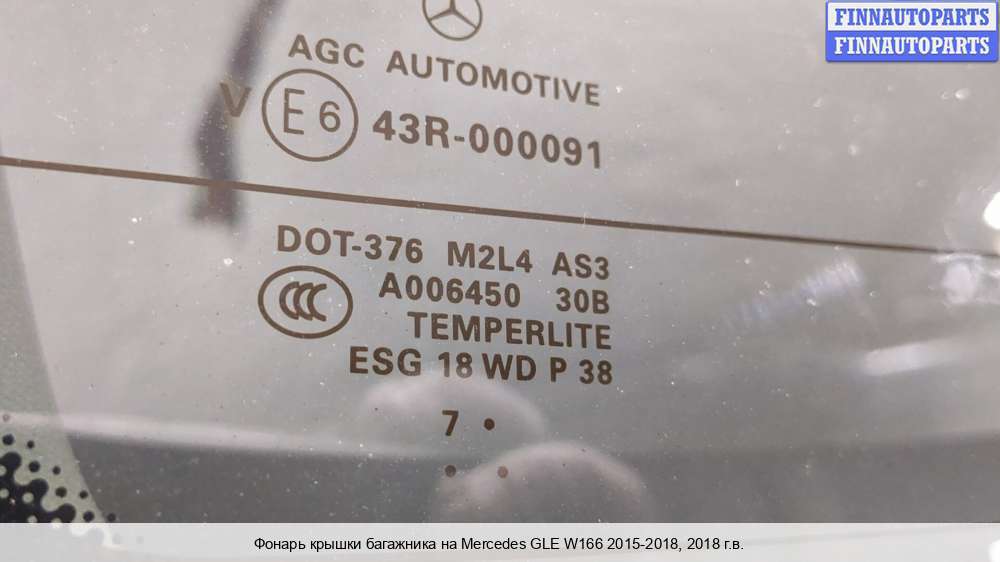 FINNAUTOPARTS
FINNAUTOPARTS
AGC AUTOMOTIVE
V E6 43R-000091
DOT-376 M2L4 AS3
CCC A006450 30B
TEMPERLITE
ESG 18 WD P 38
7 •
• •
Фонарь крышки багажника на Mercedes GLE W166 2015-2018, 2018 г.в.